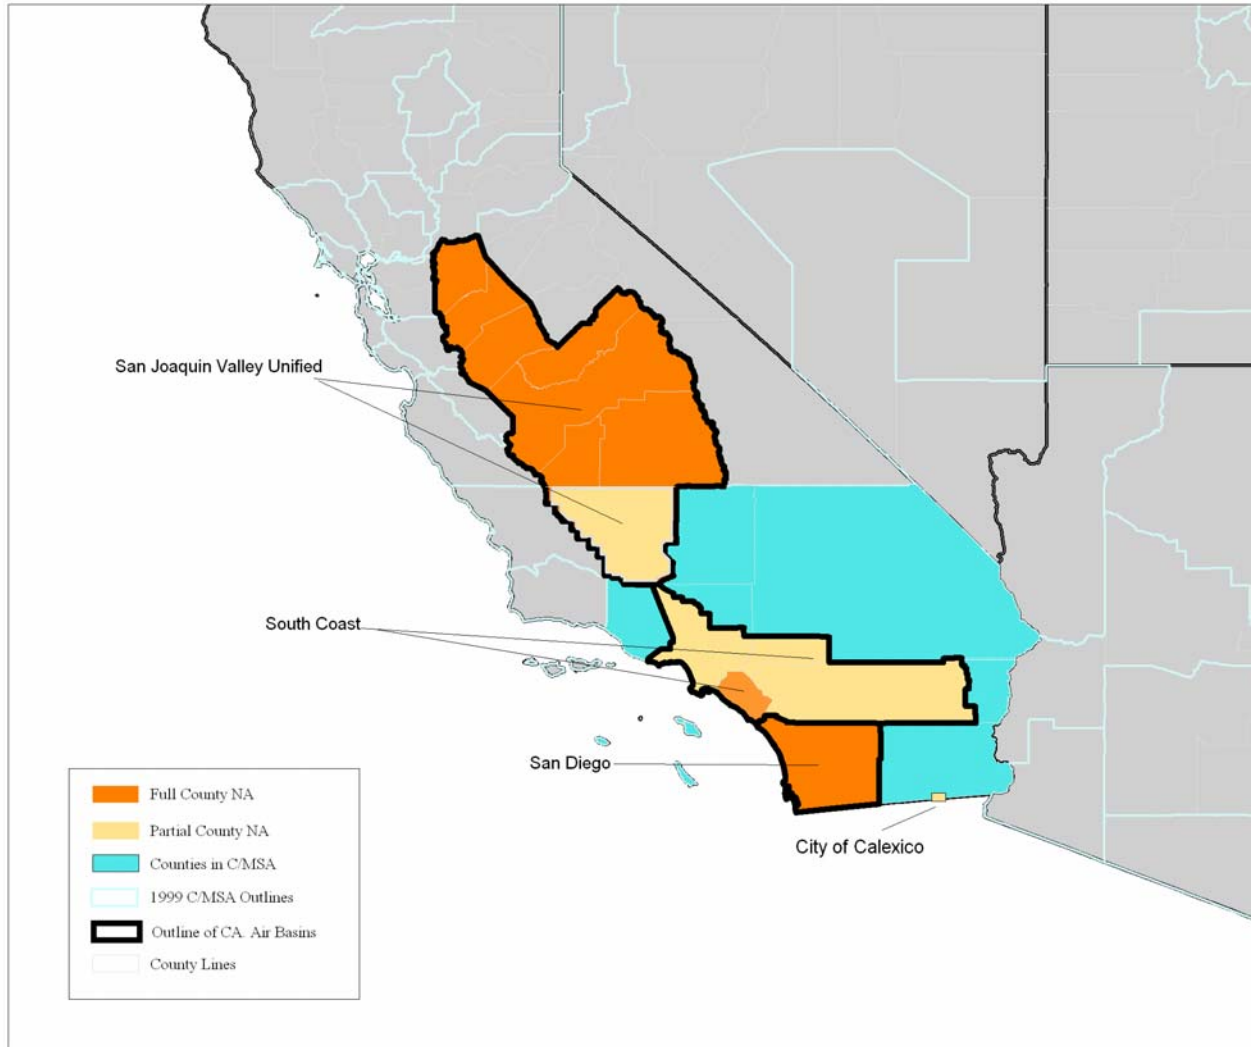 San Joaquin Valley Unified
South Coast
San Diego
City of Calexico
Full County NA
Partial County NA
Counties in C/MSA
1999 C/MSA Outlines
Outline of CA. Air Basins
County Lines